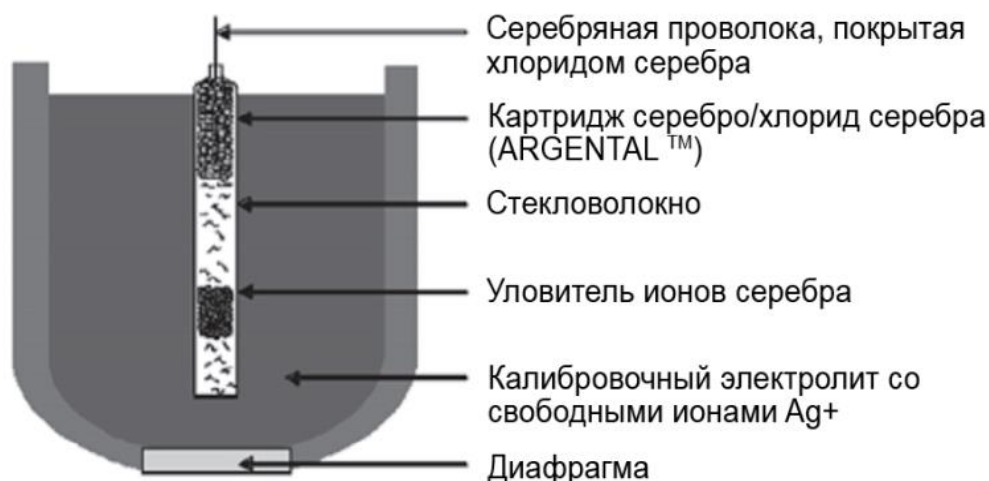 Серебряная проволока, покрытая
хлоридом серебра
Картридж серебро/хлорид серебра
(ARGENTAL ™)
Стекловолокно
Уловитель ионов серебра
Калибровочный электролит со
свободными ионами Ag+
Диафрагма